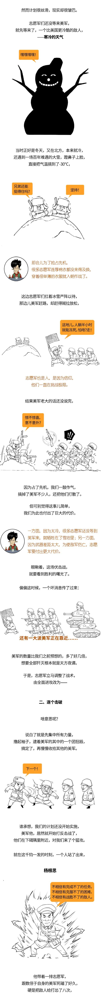 然而计划很丝滑，现实却很皱巴。
志愿军们还没等来美军，
就先等来了，一个比美国更冷酷的敌人，
——寒冷的天气
嘿嘿嘿嘿！
当时正好是冬天，又在北方，本来就冷，
还遇到一场百年难遇的大雪，蹬鼻子上脸，
直接把气温搞到了-30°C，
兄弟还能
挺得住吗？
坚持！
那会儿为了抢占先机，
很多志愿军连厚棉衣都没来得及换，
穿着很单薄的衣服就入朝作战了。
这边志愿军们扛着冰雪严阵以待，
那边儿美军赶路，却赶得贼拉放松，
这地儿，人躺半小时
就能冻死，怕啥？走！
志愿军也是人，是因为信仰，
他们一直在挑战极限。
结果美军老大的话还没说完，
惊不惊喜，
意不意外？
!!!
因为占了先机，我们一鼓作气，
搞掉了美军不少人，还把他们打散了。
但可别觉得这事儿简单，
我们为此也付出了巨大的代价。
一方面，因为太冷，很多志愿军还没等到
美军来，就牺牲在了雪地里；另一方面，
因为武器差距太大，为使敌军伤亡，志愿
军要付出更大代价。
眼瞅着，这场伏击战，
就要看到胜利的曙光了。
偏偏这时候，一个坏消息传了过来：
还有一大波美军正在靠近……
美军的数量比我们之前预想的，多了好几倍，
想要全部歼灭根本就是天方夜谭。
于是，志愿军立马调整了战术，
由全面进攻改为——
二、逐个击破
啥意思呢？
说白了就是先集中所有力量，
撸起袖子，逮着美军的其中的一个团狂殴，
搞定了，再慢慢收拾其他的美军。
下一个！
谁承想，我们的计划还没开始实施，
美军他，居然就开始打反击战了，
他们在下碣隅里附近，对我们来了个猛攻。
就在这千钧一发的时刻，一个人站了出来，
杨根思
不相信有完成不了的任务，
不相信有克服不了的困难，
不相信有战胜不了的敌人。
他带着一排志愿军，
跟数倍于自身的美军死磕了好久，
硬是把敌人给打怂了八次，